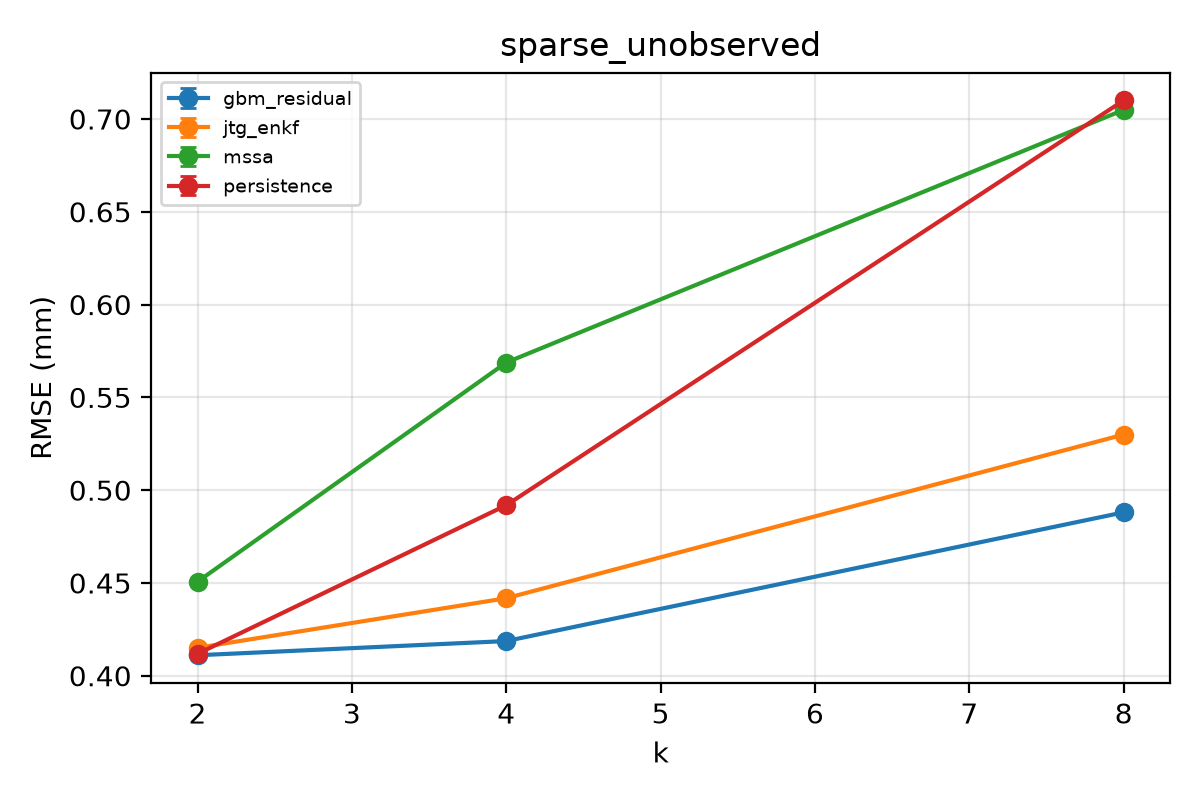 sparse_unobserved
gbm_residual
jtg_enkf
mssa
persistence
RMSE (mm)
0.70
0.65
0.60
0.55
0.50
0.45
0.40
2 3 4 5 6 7 8
k